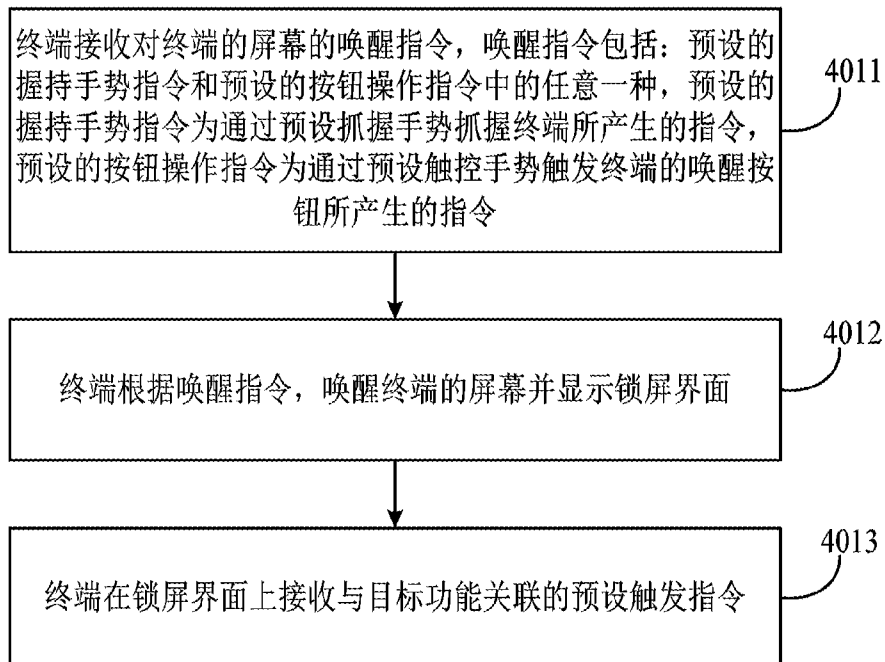 终端接收对终端的屏幕的唤醒指令，唤醒指令包括：预设的
握持手势指令和预设的按钮操作指令中的任意一种，预设的
握持手势指令为通过预设抓握手势抓握终端所产生的指令，
预设的按钮操作指令为通过预设触控手势触发终端的唤醒按
钮所产生的指令
4011
终端根据唤醒指令，唤醒终端的屏幕并显示锁屏界面
4012
终端在锁屏界面上接收与目标功能关联的预设触发指令
4013